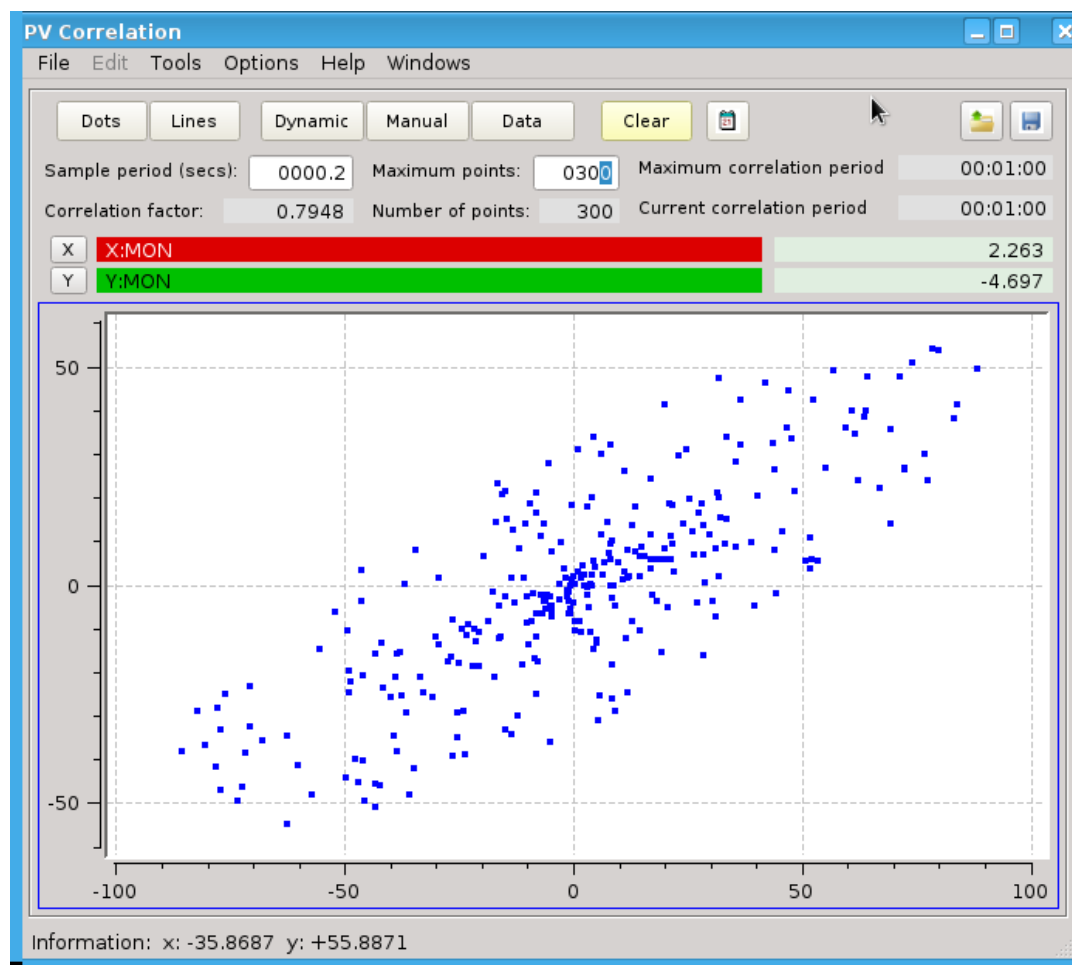 PV Correlation
File Edit Tools Options Help Windows
Dots Lines Dynamic Manual Data Clear 21
Sample period (secs): 0000.2 Maximum points: 0300 Maximum correlation period 00:01:00
Correlation factor: 0.7948 Number of points: 300 Current correlation period 00:01:00
X X:MON 2.263
Y Y:MON -4.697
50
0
-50
-100 -50 0 50 100
Information: x: -35.8687 y: +55.8871